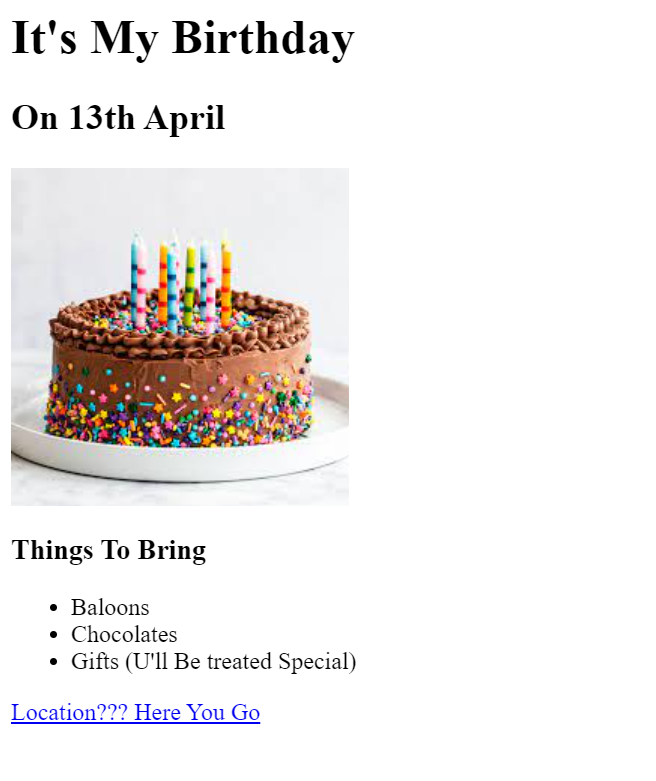 It's My Birthday
On 13th April
Things To Bring
Baloons
Chocolates
Gifts (U'll Be treated Special)
Location??? Here You Go